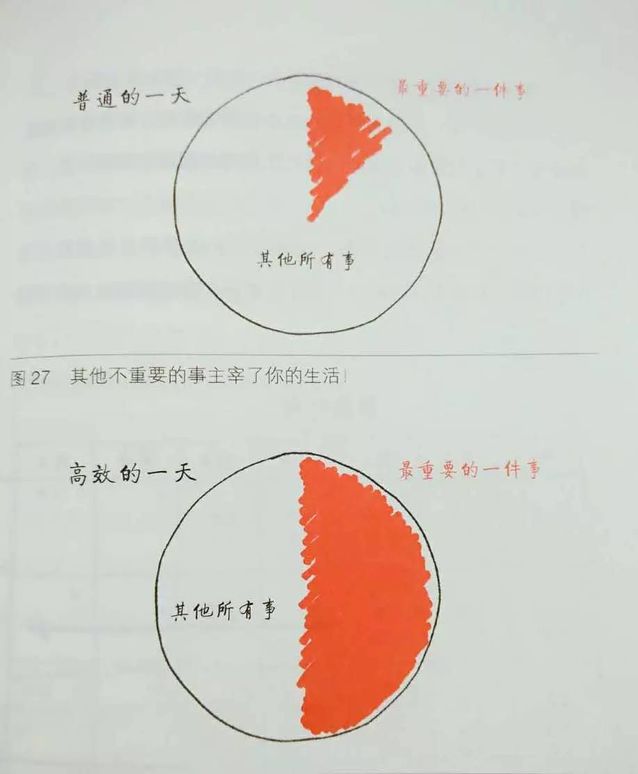 普通的一天
最重要的一件事
其他所有事
图27 其他不重要的事主宰了你的生活!
高效的一天
最重要的一件事
其他所有事